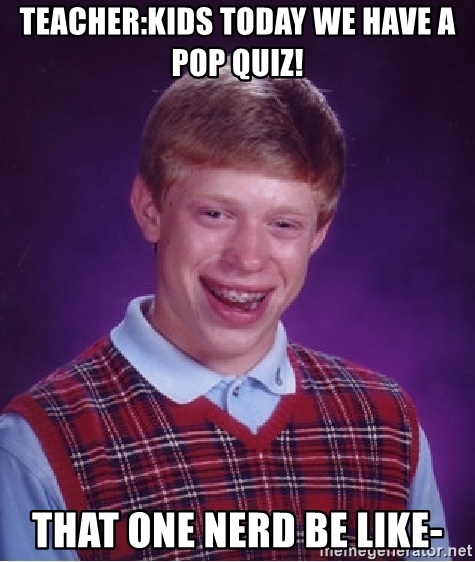 TEACHER:KIDS TODAY WE HAVE A
POP QUIZ!
THAT ONE NERD BE LIKE-
memegenerator.net